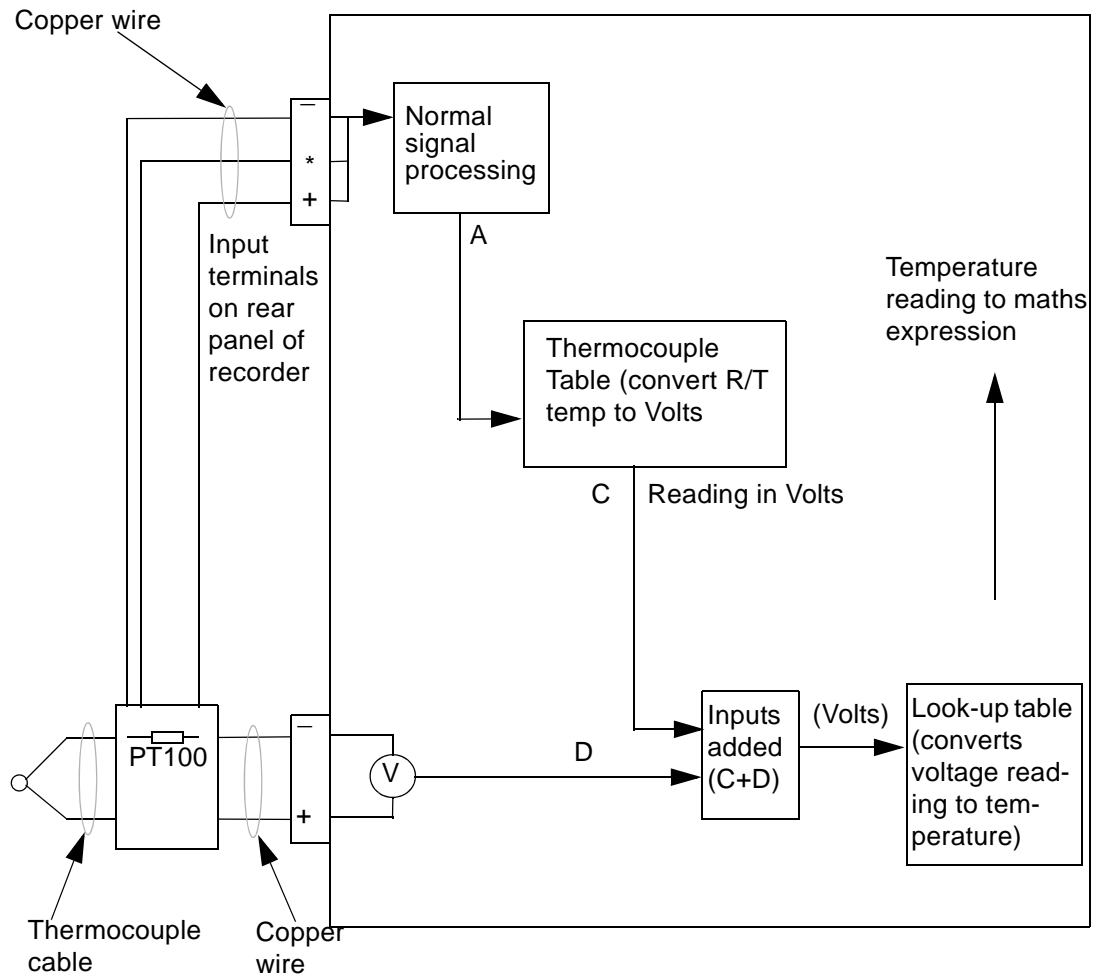 Copper wire
−
*
+
Normal
signal
processing
A
Input
terminals
on rear
panel of
recorder
Temperature
reading to maths
expression
Thermocouple
Table (convert R/T
temp to Volts
C
Reading in Volts
PT100
−
+
V
D
Inputs
added
(C+D)
(Volts)
Look-up table
(converts
voltage read-
ing to tem-
perature)
Thermocouple
cable
Copper
wire